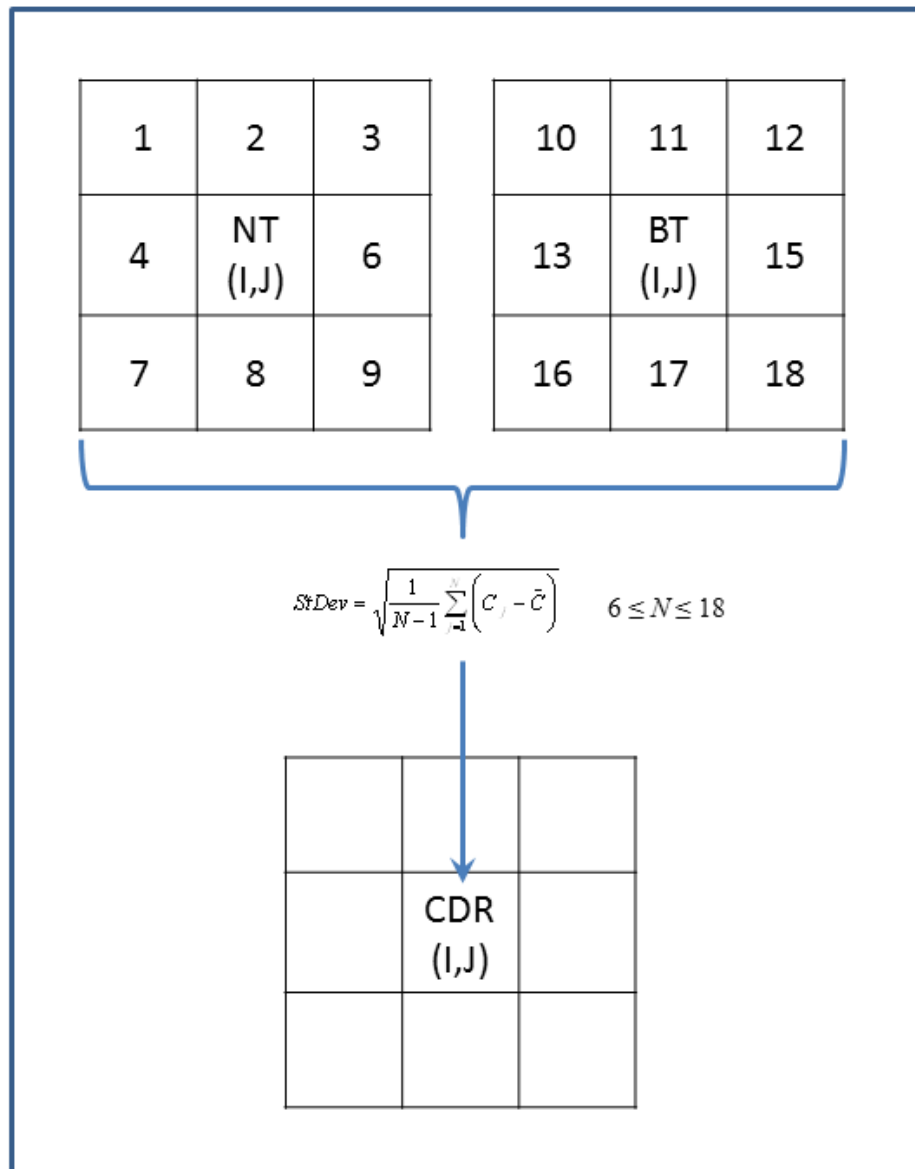 1 2 3 10 11 12
4 NT (I,J) 6 13 BT (I,J) 15
7 8 9 16 17 18
StDev = √(1/(N−1) ∑_{j=1}^{N} (C_j − C̄)) 6 ≤ N ≤ 18
CDR
(I,J)